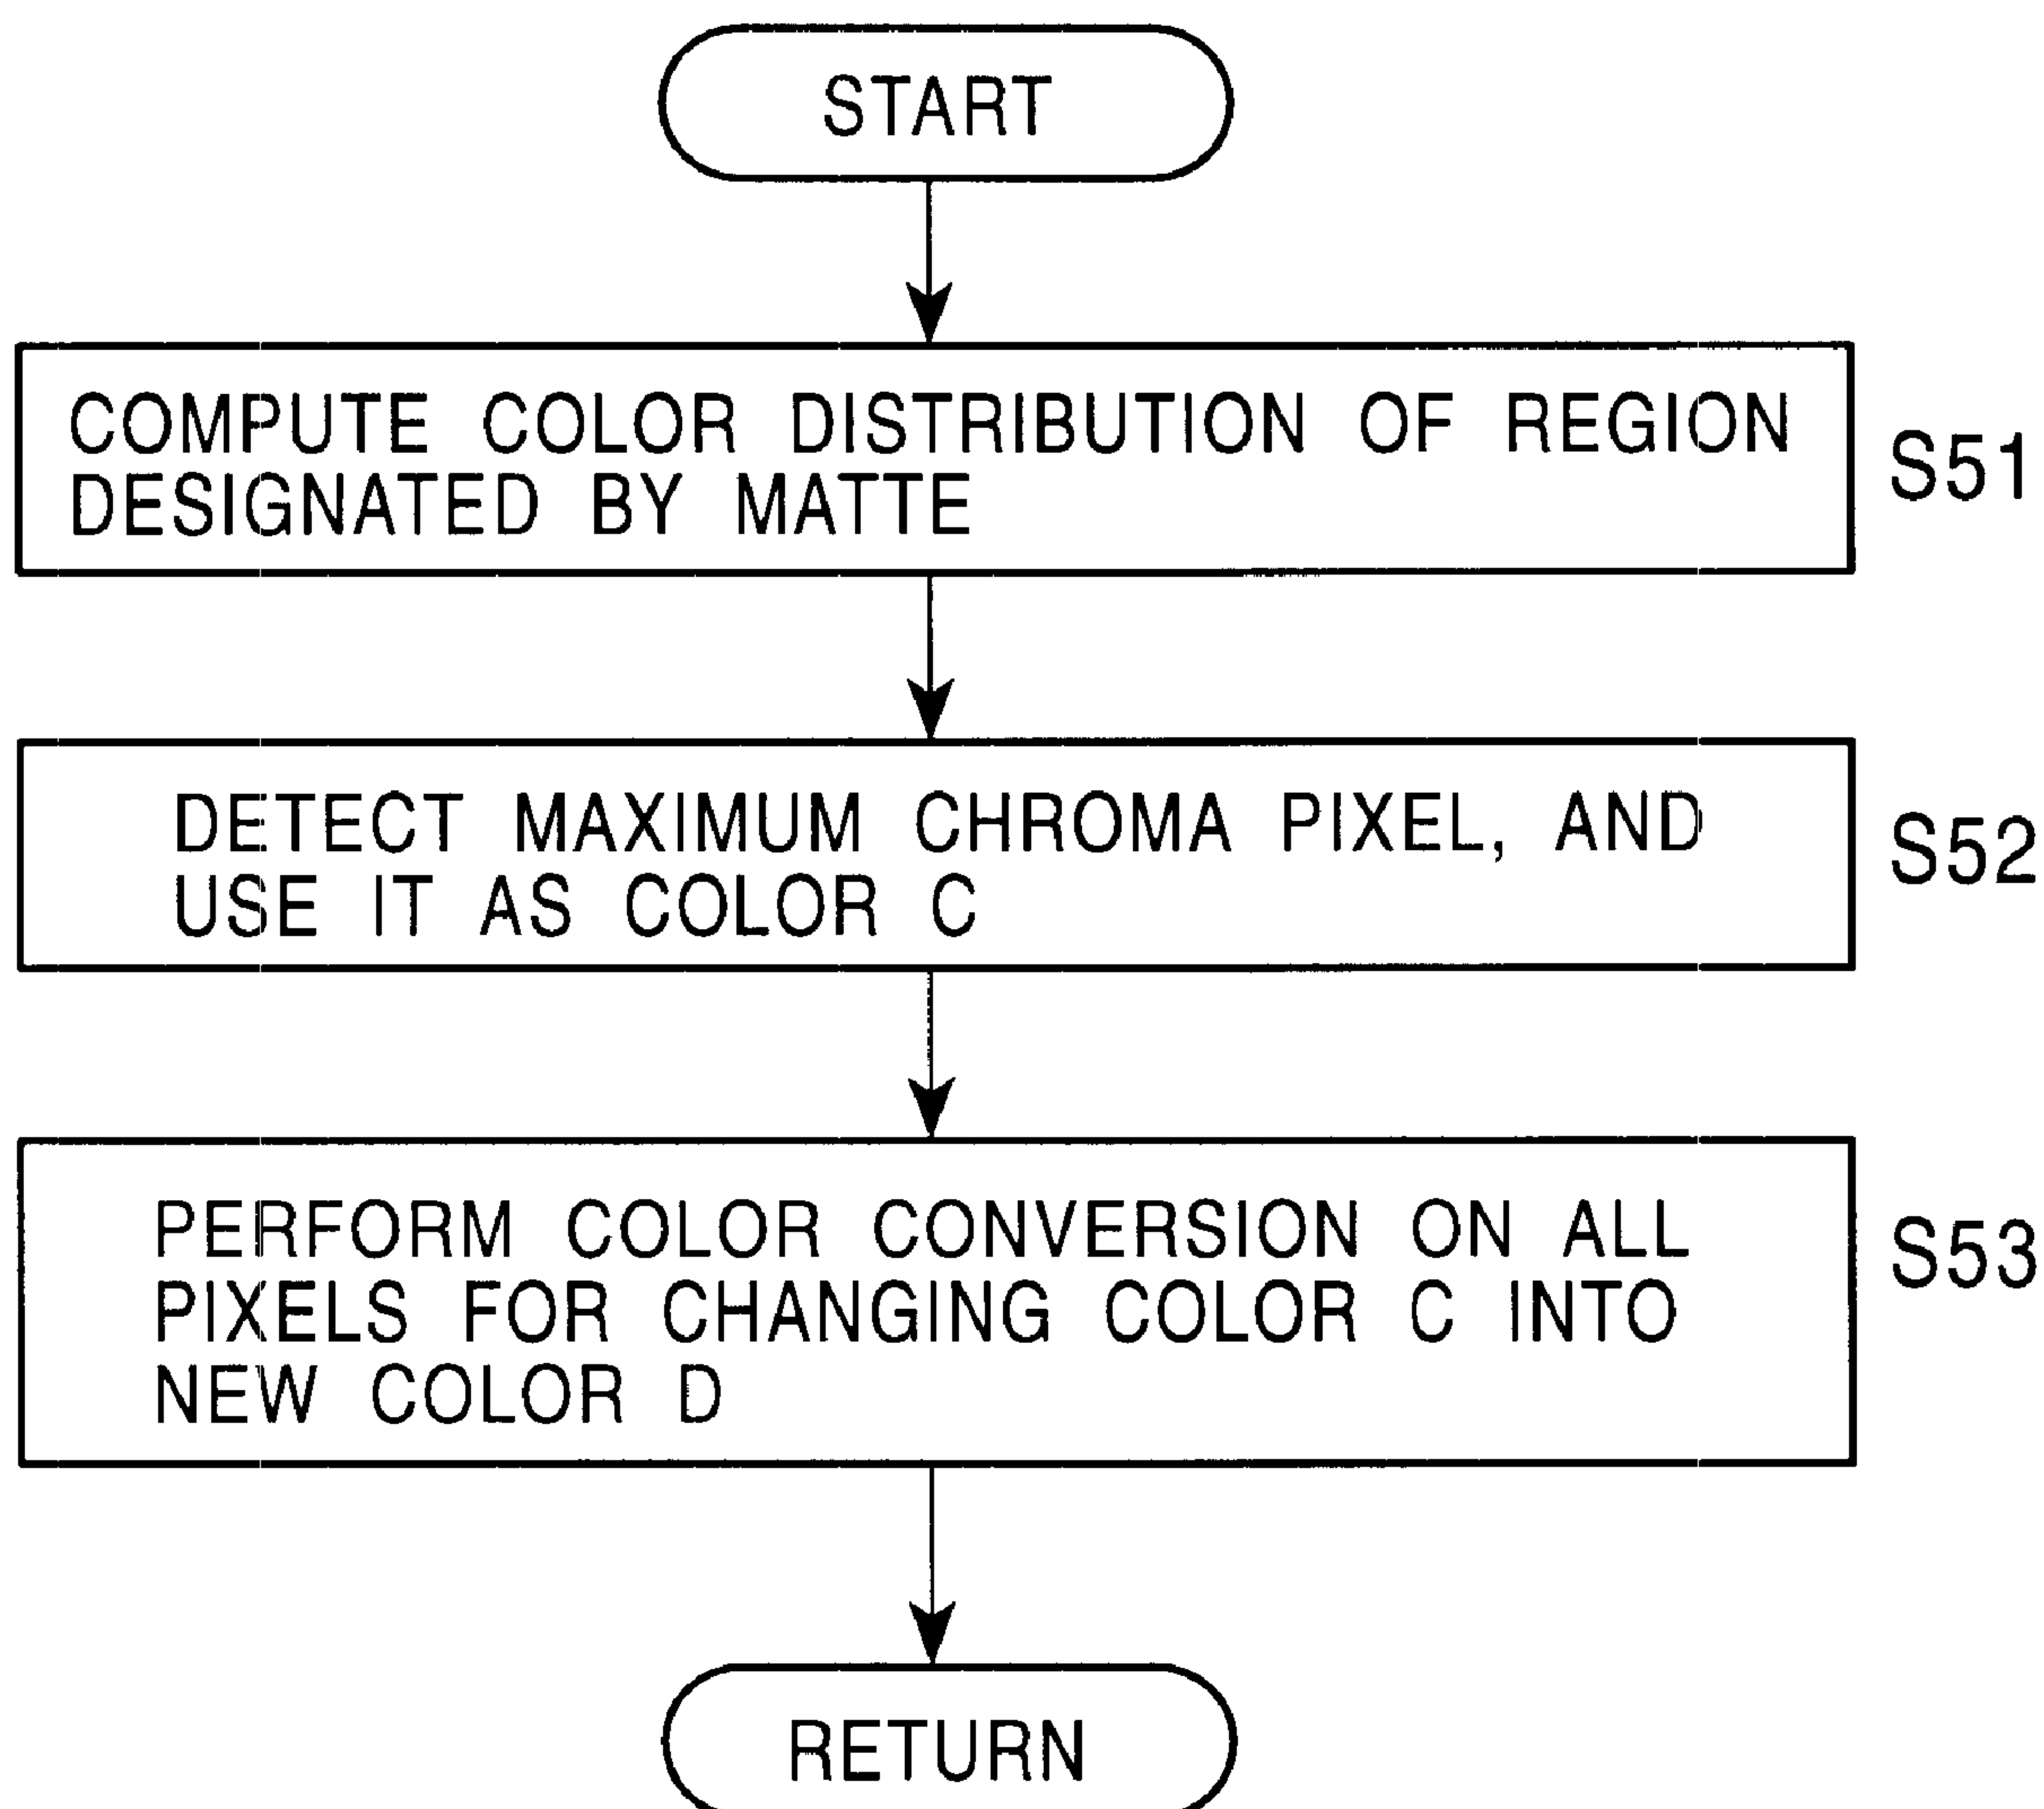 START
COMPUTE COLOR DISTRIBUTION OF REGION
DESIGNATED BY MATTE
S51
DETECT MAXIMUM CHROMA PIXEL, AND
USE IT AS COLOR C
S52
PERFORM COLOR CONVERSION ON ALL
PIXELS FOR CHANGING COLOR C INTO
NEW COLOR D
S53
RETURN